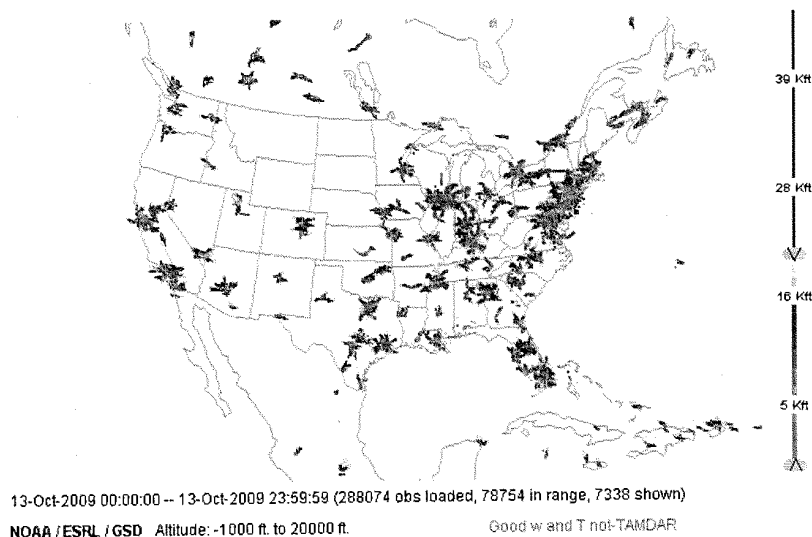 39 Kft
28 Kft
16 Kft
5 Kft
13-Oct-2009 00:00:00 -- 13-Oct-2009 23:59:59 (288074 obs loaded, 78754 in range, 7338 shown)
NOAA / ESRL / GSD Altitude: -1000 ft. to 20000 ft. Good w and T not-TAMDAR